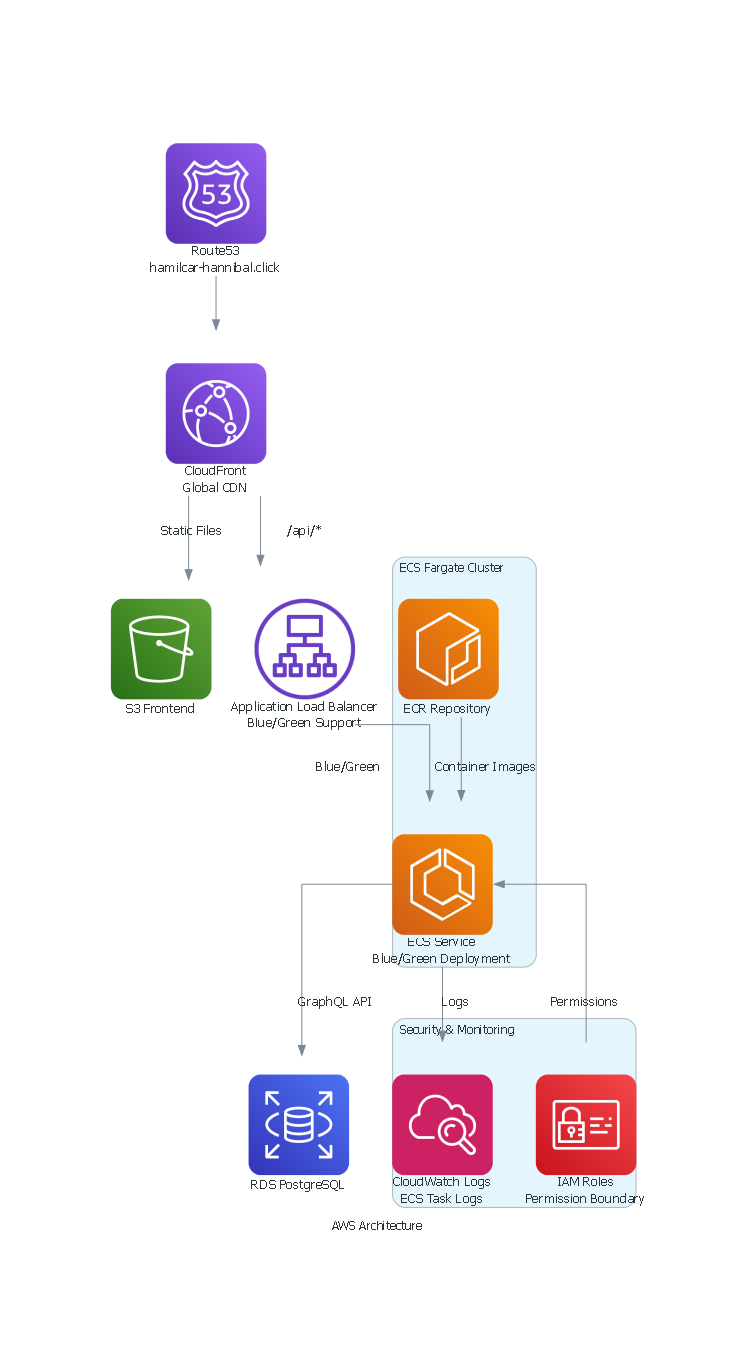 53
Route53
hamilcar-hannibal.click
CloudFront
Global CDN
Static Files
/api/*
ECS Fargate Cluster
S3 Frontend
Application Load Balancer
Blue/Green Support
ECR Repository
Blue/Green
Container Images
ECS Service
Blue/Green Deployment
GraphQL API
Logs
Permissions
Security & Monitoring
RDS PostgreSQL
CloudWatch Logs
ECS Task Logs
IAM Roles
Permission Boundary
AWS Architecture